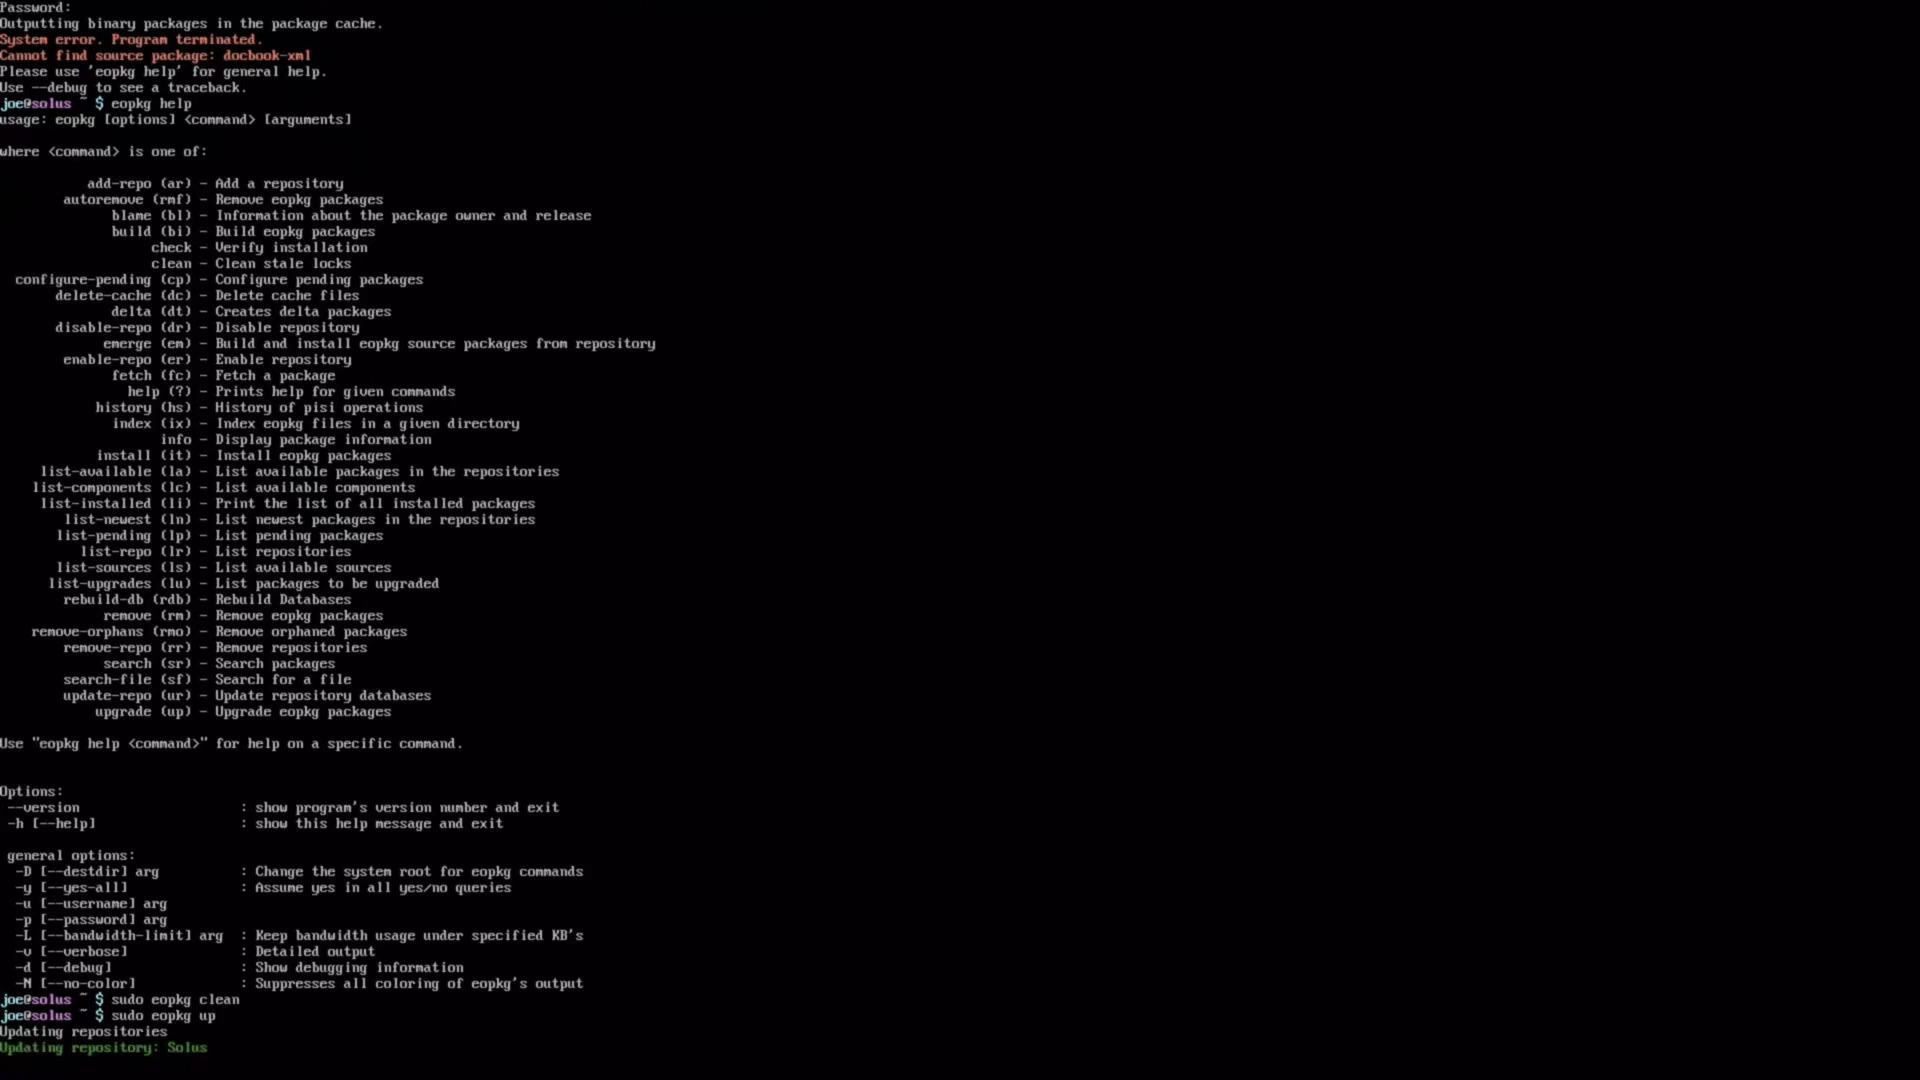 Password:
Outputting binary packages in the package cache.
System error. Program terminated.
Cannot find source package: docbook-xml
Please use 'eopkg help' for general help.
Use --debug to see a traceback.
joe@solus ~ $ eopkg help
usage: eopkg [options] <command> [arguments]
where <command> is one of:
add-repo (ar) - Add a repository
autoremove (rmf) - Remove eopkg packages
blame (bl) - Information about the package owner and release
build (bi) - Build eopkg packages
check - Verify installation
clean - Clean stale locks
configure-pending (cp) - Configure pending packages
delete-cache (dc) - Delete cache files
delta (dt) - Creates delta packages
disable-repo (dr) - Disable repository
emerge (em) - Build and install eopkg source packages from repository
enable-repo (er) - Enable repository
fetch (fc) - Fetch a package
help (?) - Prints help for given commands
history (hs) - History of pisi operations
index (ix) - Index eopkg files in a given directory
info - Display package information
install (it) - Install eopkg packages
list-available (la) - List available packages in the repositories
list-components (lc) - List available components
list-installed (li) - Print the list of all installed packages
list-newest (ln) - List newest packages in the repositories
list-pending (lp) - List pending packages
list-repo (lr) - List repositories
list-sources (ls) - List available sources
list-upgrades (lu) - List packages to be upgraded
rebuild-db (rdb) - Rebuild Databases
remove (rm) - Remove eopkg packages
remove-orphans (rmo) - Remove orphaned packages
remove-repo (rr) - Remove repositories
search (sr) - Search packages
search-file (sf) - Search for a file
update-repo (ur) - Update repository databases
upgrade (up) - Upgrade eopkg packages
Use "eopkg help <command>" for help on a specific command.
Options:
--version : show program's version number and exit
-h [--help] : show this help message and exit
general options:
-D [--destdir] arg : Change the system root for eopkg commands
-y [--yes-all] : Assume yes in all yes/no queries
-u [--username] arg
-p [--password] arg
-L [--bandwidth-limit] arg : Keep bandwidth usage under specified KB's
-v [--verbose] : Detailed output
-d [--debug] : Show debugging information
-N [--no-color] : Suppresses all coloring of eopkg's output
joe@solus ~ $ sudo eopkg clean
joe@solus ~ $ sudo eopkg up
Updating repositories
Updating repository: Solus